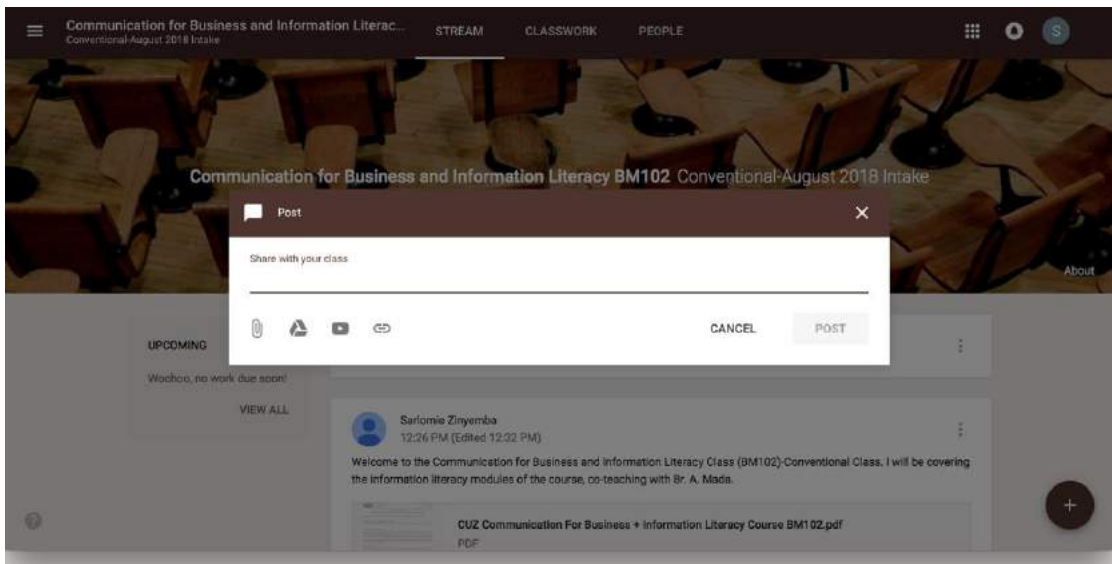 Communication for Business and Information Literac...
Conventional-August 2018 Intake
STREAM
CLASSWORK
PEOPLE
S
Communication for Business and Information Literacy BM102 Conventional-August 2018 Intake
Post
Share with your class
About
CANCEL
POST
UPCOMING
Woohoo, no work due soon!
VIEW ALL
Sarlomie Zinyemba
12:26 PM (Edited 12:32 PM)
Welcome to the Communication for Business and Information Literacy Class (BM102)-Conventional Class. I will be covering
the information literacy modules of the course, co-teaching with Br. A. Mada.
CUZ Communication For Business + Information Literacy Course BM102.pdf
PDF